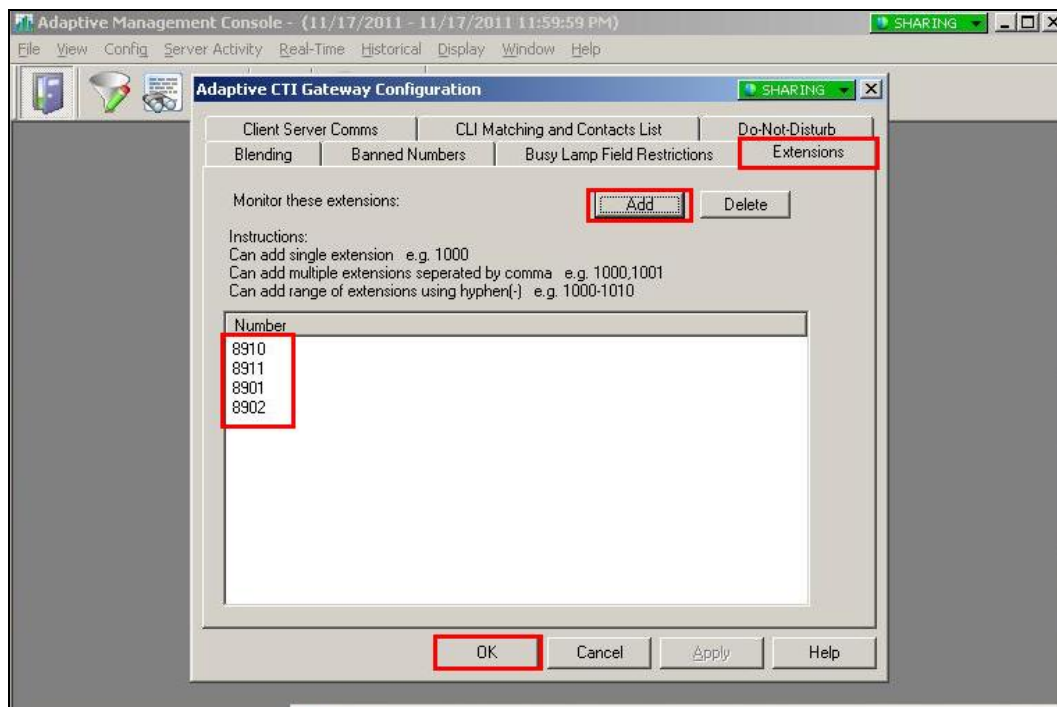 Adaptive Management Console - (11/17/2011 - 11/17/2011 11:59:59 PM)
SHARING
File View Config Server Activity Real-Time Historical Display Window Help
Adaptive CTI Gateway Configuration
SHARING
Client Server Comms
CLI Matching and Contacts List
Do-Not-Disturb
Blending
Banned Numbers
Busy Lamp Field Restrictions
Extensions
Monitor these extensions:
Add
Delete
Instructions:
Can add single extension e.g. 1000
Can add multiple extensions seperated by comma e.g. 1000,1001
Can add range of extensions using hyphen(-) e.g. 1000-1010
Number
8910
8911
8901
8902
OK
Cancel
Apply
Help